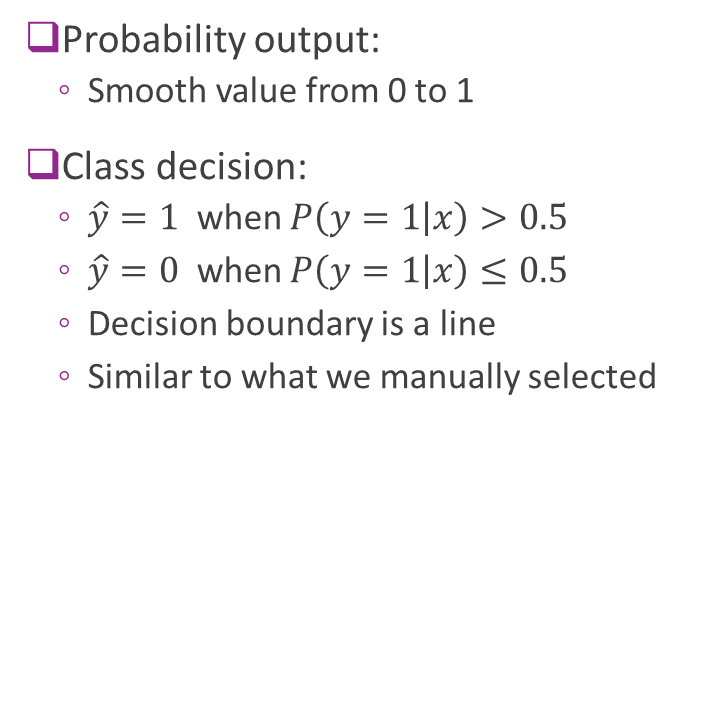 ❑Probability output:
◦ Smooth value from 0 to 1
❑Class decision:
◦ ŷ = 1 when P(y = 1|x) > 0.5
◦ ŷ = 0 when P(y = 1|x) ≤ 0.5
◦ Decision boundary is a line
◦ Similar to what we manually selected